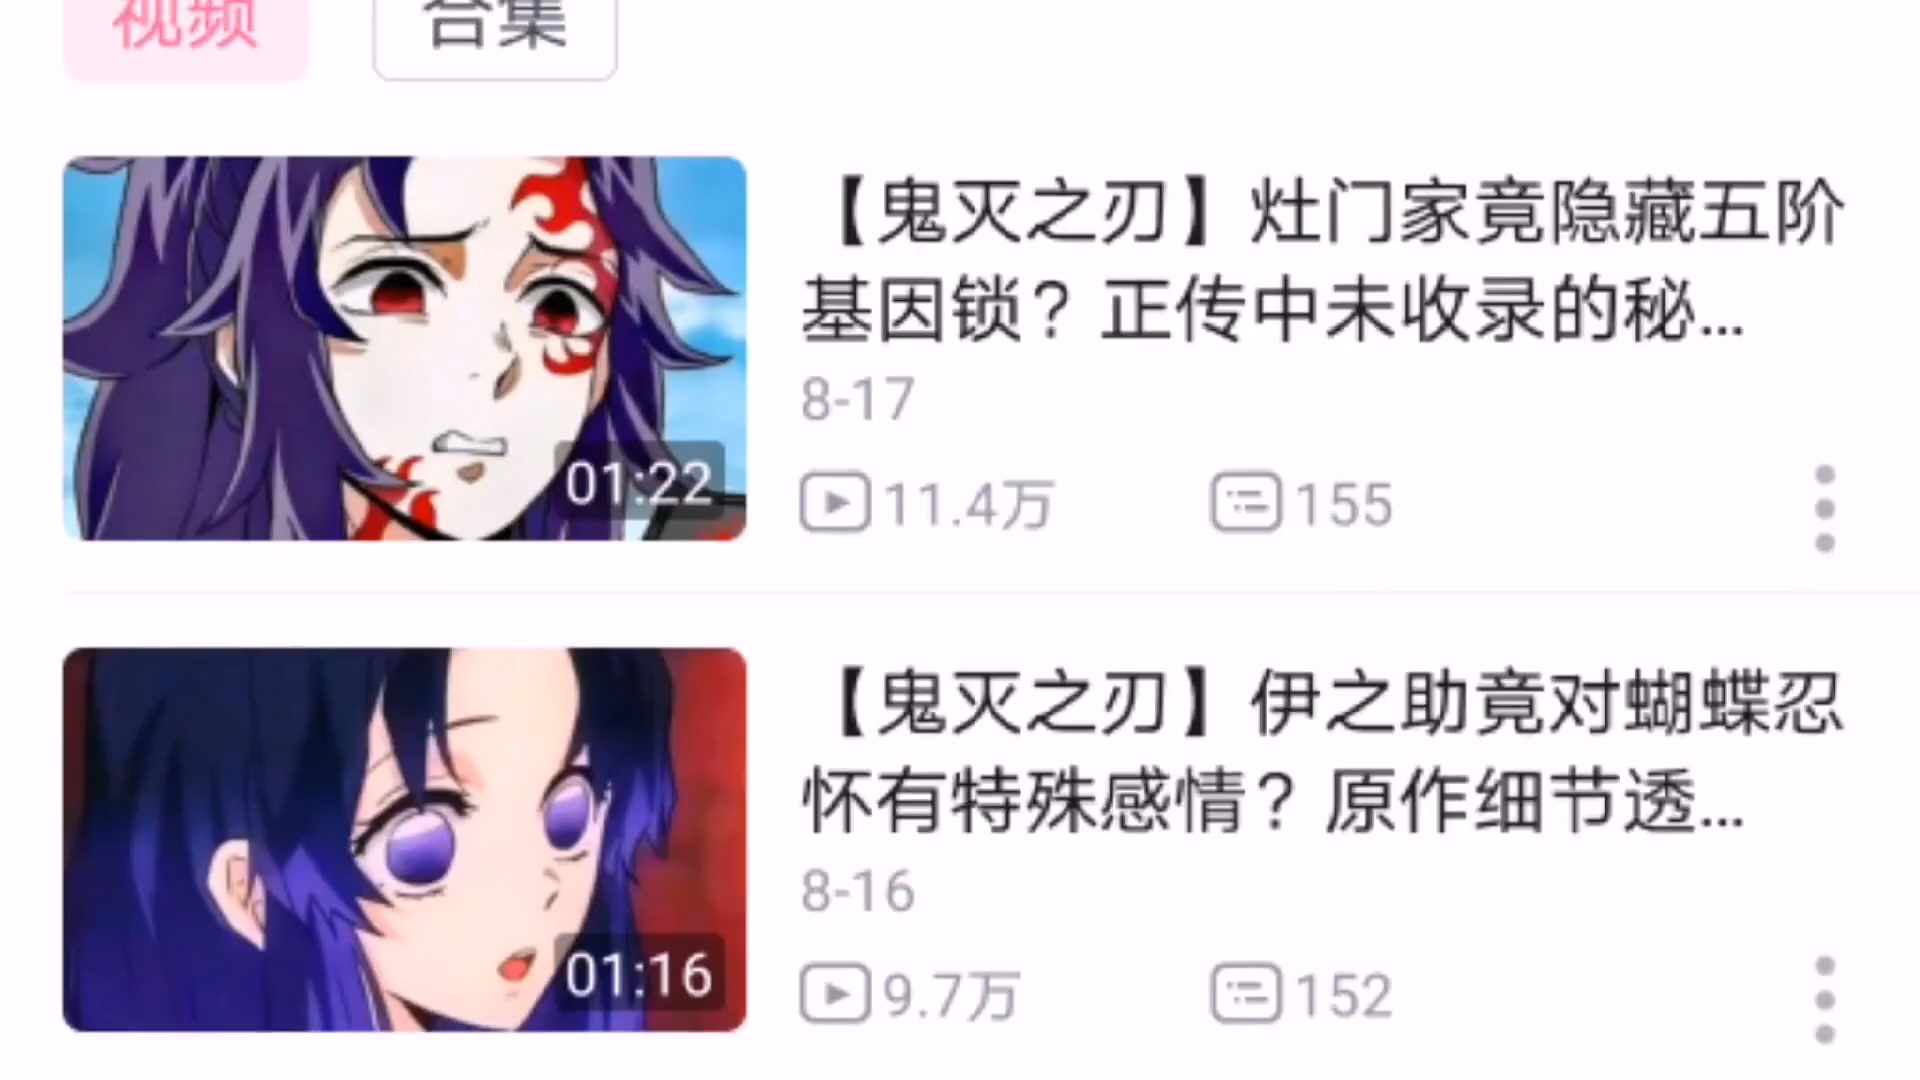 视频
合集
【鬼灭之刃】灶门家竟隐藏五阶
基因锁？正传中未收录的秘...
8-17
01:22
11.4万
155
【鬼灭之刃】伊之助竟对蝴蝶忍
怀有特殊感情？原作细节透...
8-16
01:16
9.7万
152